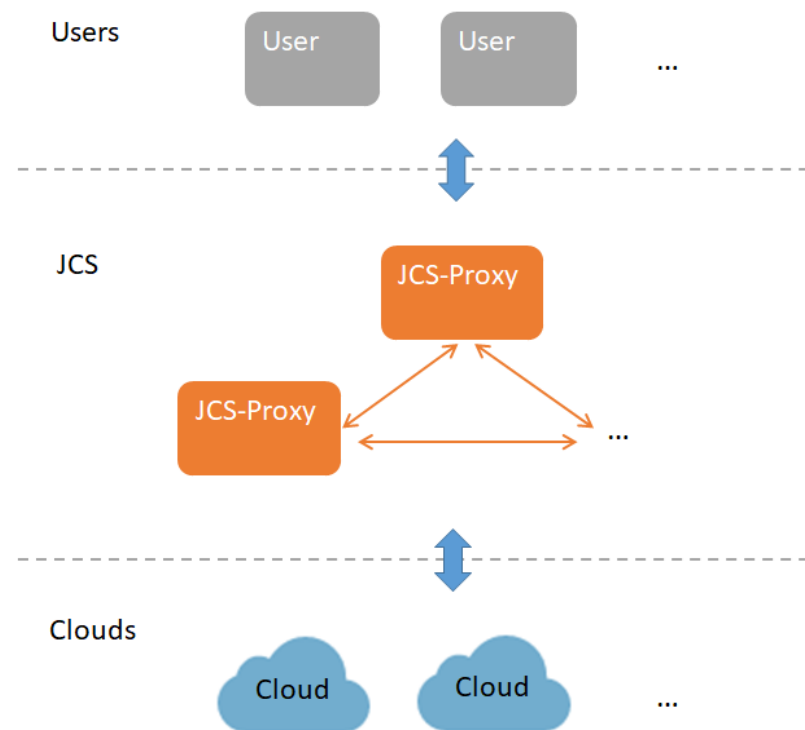 Users
User
User
...
JCS
JCS-Proxy
JCS-Proxy
...
Clouds
Cloud
Cloud
...